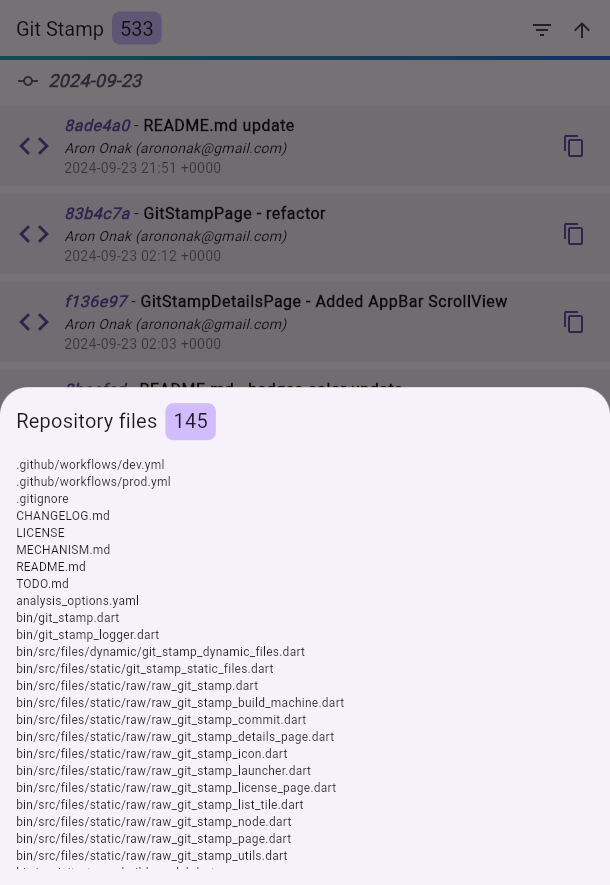 Git Stamp 533
2024-09-23
8ade4a0 - README.md update
Aron Onak (arononak@gmail.com)
2024-09-23 21:51 +0000
83b4c7a - GitStampPage - refactor
Aron Onak (arononak@gmail.com)
2024-09-23 02:12 +0000
f136e97 - GitStampDetailsPage - Added AppBar ScrollView
Aron Onak (arononak@gmail.com)
2024-09-23 02:03 +0000
README.md - badges color update
Repository files 145
.github/workflows/dev.yml
.github/workflows/prod.yml
.gitignore
CHANGELOG.md
LICENSE
MECHANISM.md
README.md
TODO.md
analysis_options.yaml
bin/git_stamp.dart
bin/git_stamp_logger.dart
bin/src/files/dynamic/git_stamp_dynamic_files.dart
bin/src/files/static/git_stamp_static_files.dart
bin/src/files/static/raw/raw_git_stamp.dart
bin/src/files/static/raw/raw_git_stamp_build_machine.dart
bin/src/files/static/raw/raw_git_stamp_commit.dart
bin/src/files/static/raw/raw_git_stamp_details_page.dart
bin/src/files/static/raw/raw_git_stamp_icon.dart
bin/src/files/static/raw/raw_git_stamp_launcher.dart
bin/src/files/static/raw/raw_git_stamp_license_page.dart
bin/src/files/static/raw/raw_git_stamp_list_tile.dart
bin/src/files/static/raw/raw_git_stamp_node.dart
bin/src/files/static/raw/raw_git_stamp_page.dart
bin/src/files/static/raw/raw_git_stamp_utils.dart